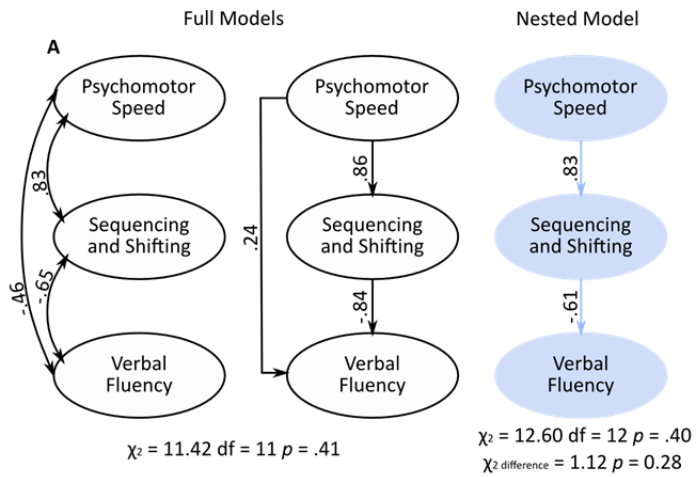 Full Models
Nested Model
A
Psychomotor
Speed
Sequencing
and Shifting
Verbal
Fluency
.83
-.65
-.46
Psychomotor
Speed
Sequencing
and Shifting
Verbal
Fluency
.86
-.84
.24
χ2 = 11.42 df = 11 p = .41
Psychomotor
Speed
Sequencing
and Shifting
Verbal
Fluency
.83
-.61
χ2 = 12.60 df = 12 p = .40
χ2 difference = 1.12 p = 0.28